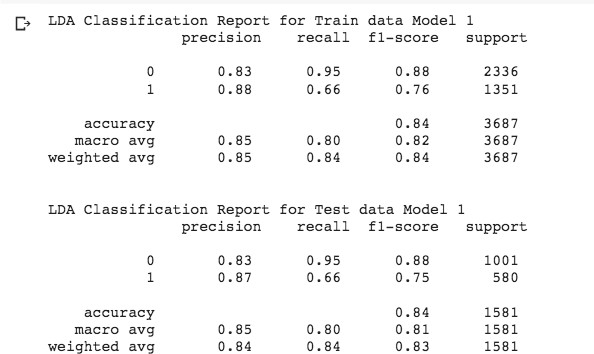 LDA Classification Report for Train data Model 1
precision recall f1-score support
0 0.83 0.95 0.88 2336
1 0.88 0.66 0.76 1351
accuracy 0.84 3687
macro avg 0.85 0.80 0.82 3687
weighted avg 0.85 0.84 0.84 3687
LDA Classification Report for Test data Model 1
precision recall f1-score support
0 0.83 0.95 0.88 1001
1 0.87 0.66 0.75 580
accuracy 0.84 1581
macro avg 0.85 0.80 0.81 1581
weighted avg 0.84 0.84 0.83 1581